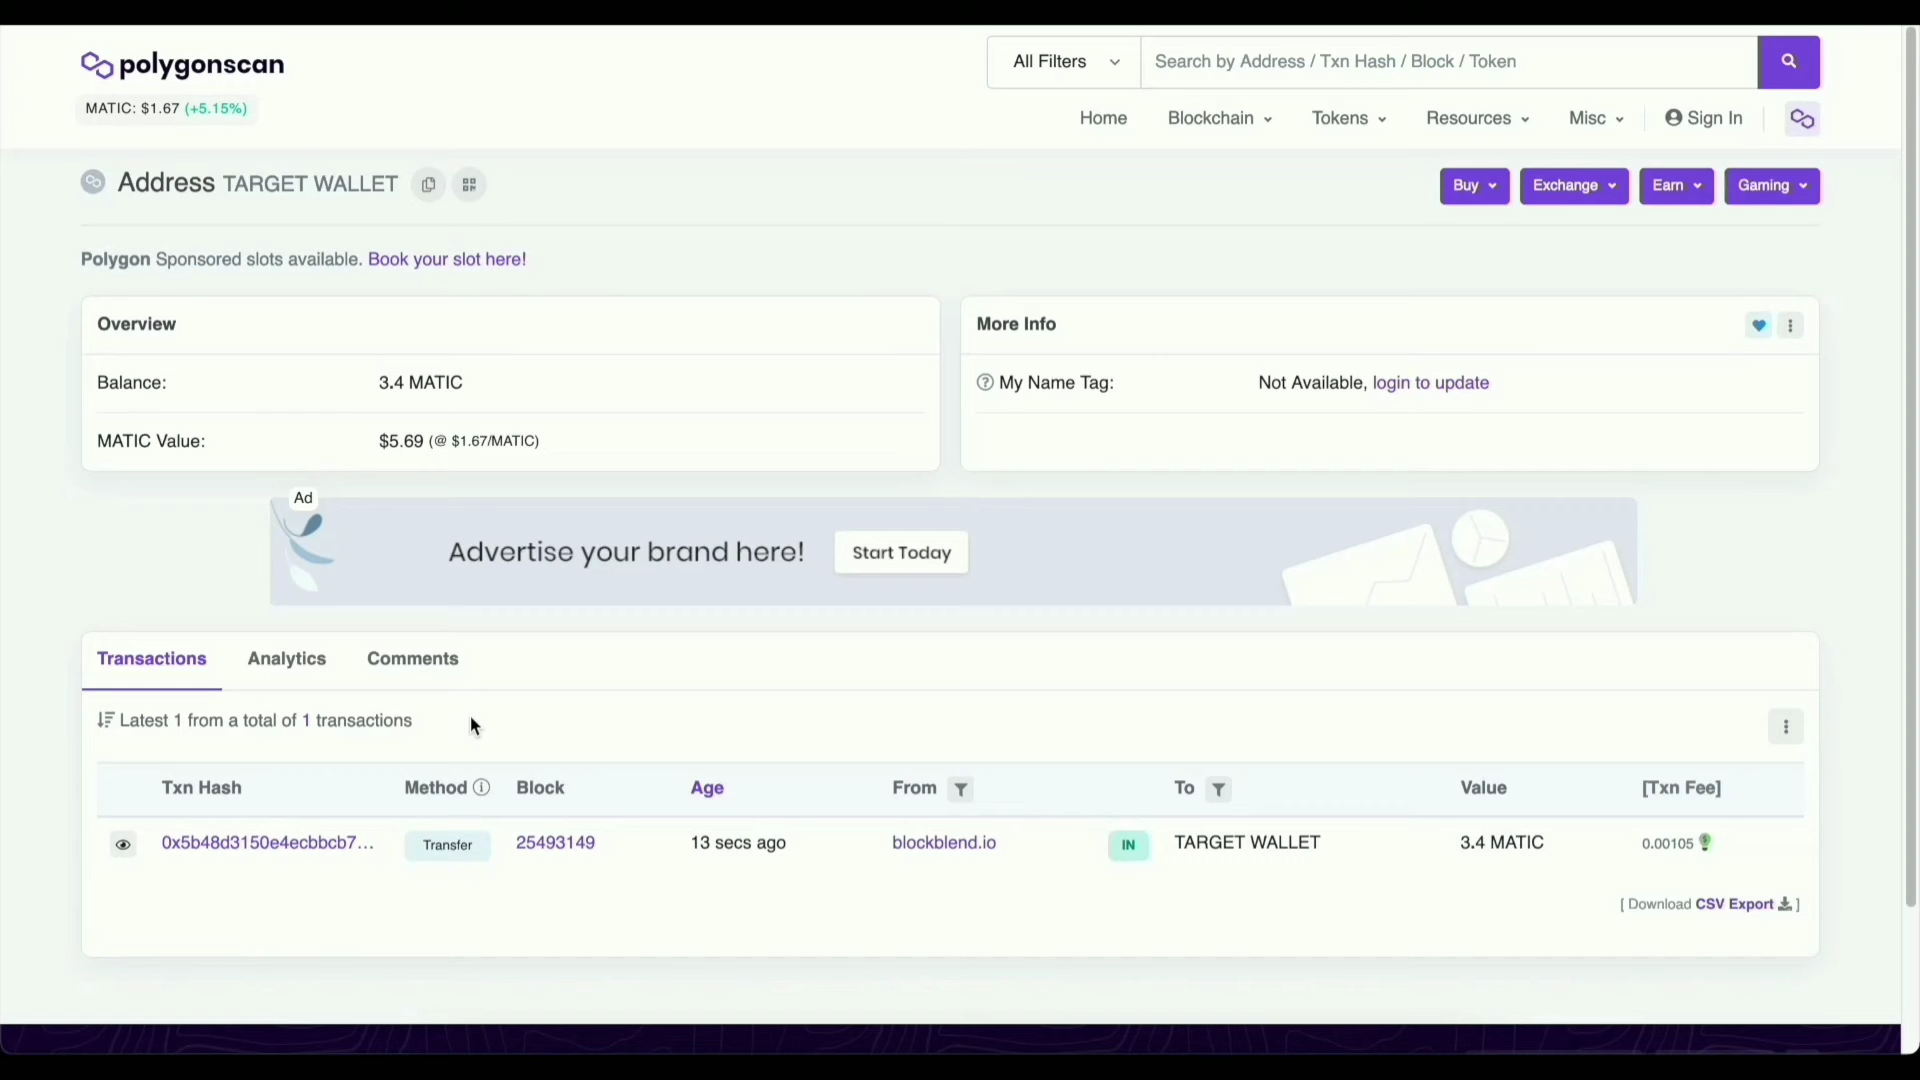 polygonscan
All Filters
Search by Address / Txn Hash / Block / Token
MATIC: $1.67 (+5.15%)
Home Blockchain Tokens Resources Misc Sign In
Address TARGET WALLET
Buy Exchange Earn Gaming
Polygon Sponsored slots available. Book your slot here!
Overview
Balance: 3.4 MATIC
MATIC Value: $5.69 (@ $1.67/MATIC)
More Info
My Name Tag: Not Available, login to update
Ad
Advertise your brand here! Start Today
Transactions Analytics Comments
Latest 1 from a total of 1 transactions
Txn Hash Method Block Age From To Value [Txn Fee]
0x5b48d3150e4ecbbcb7... Transfer 25493149 13 secs ago blockblend.io IN TARGET WALLET 3.4 MATIC 0.00105
[ Download CSV Export ]